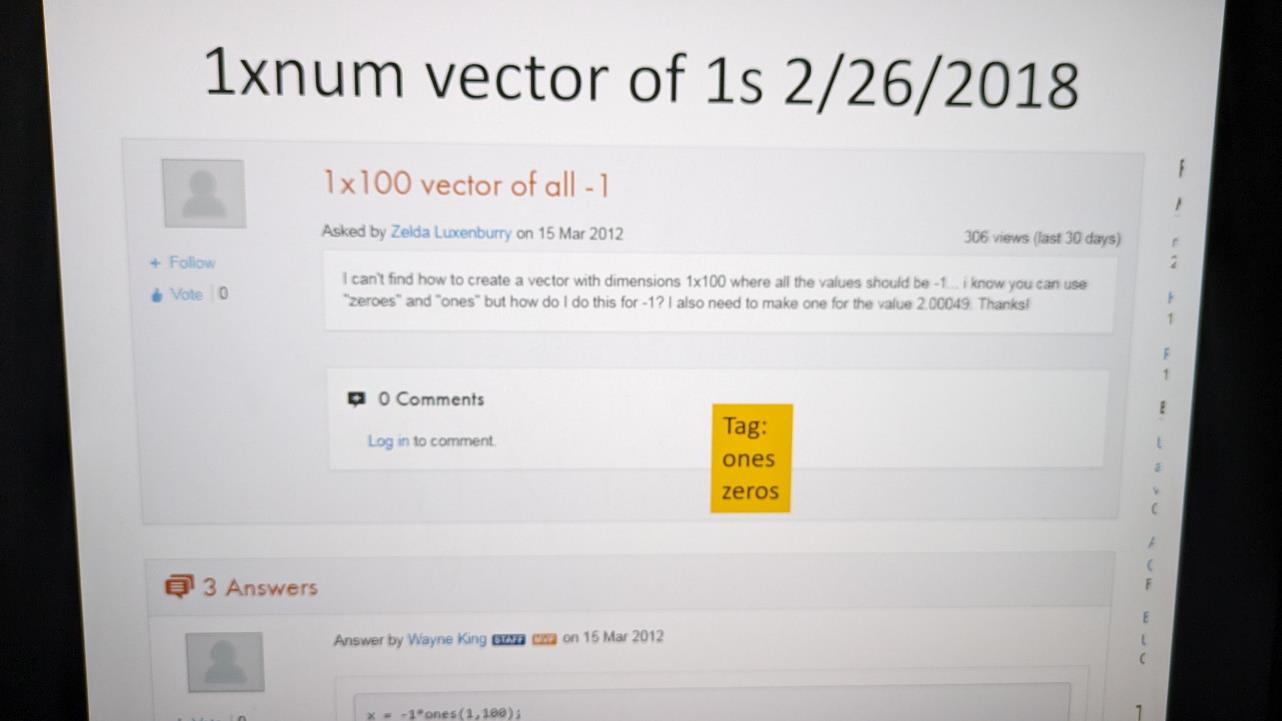 1xnum vector of 1s 2/26/2018
1x100 vector of all -1
Asked by Zelda Luxenburry on 15 Mar 2012
306 views (last 30 days)
+ Follow
Vote 0
I can't find how to create a vector with dimensions 1x100 where all the values should be -1... i know you can use
"zeroes" and "ones" but how do I do this for -1? I also need to make one for the value 2.00049. Thanks!
0 Comments
Log in to comment.
Tag:
ones
zeros
3 Answers
Answer by Wayne King STAFF MVP on 15 Mar 2012
x = -1*ones(1,100);